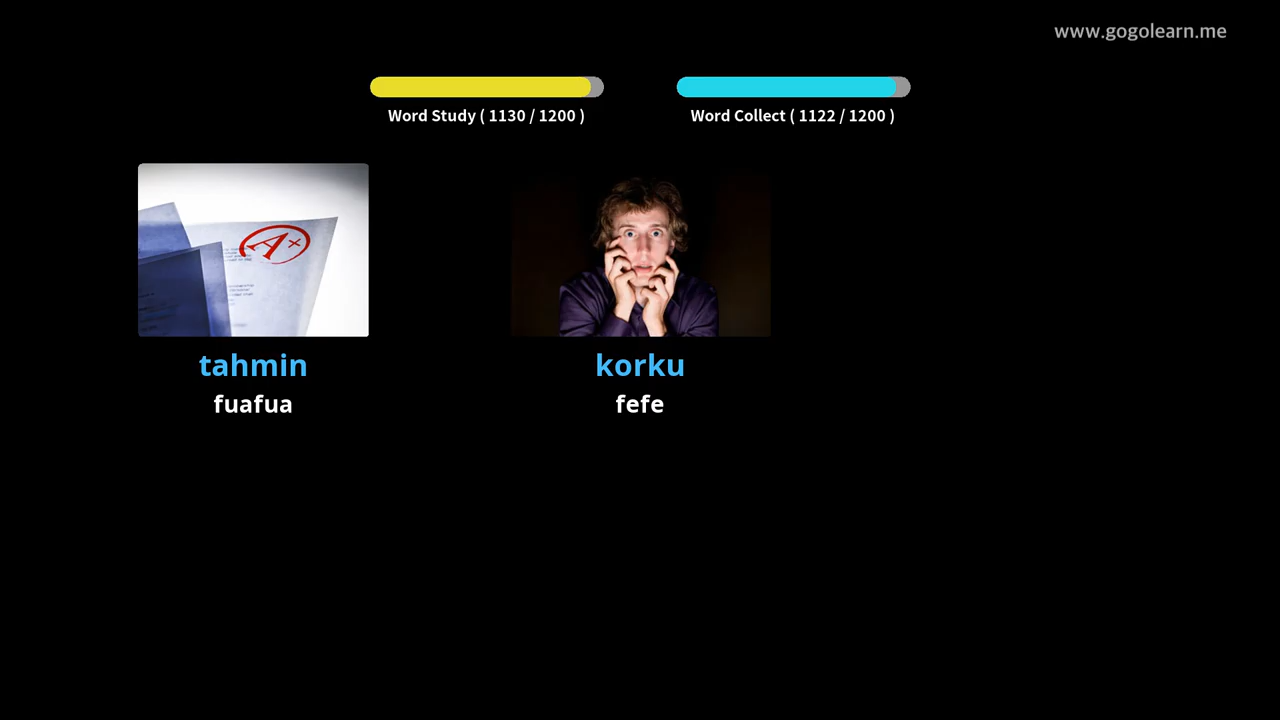 www.gogolearn.me
Word Study ( 1130 / 1200 )
Word Collect ( 1122 / 1200 )
A+
tahmin
korku
fuafua
fefe